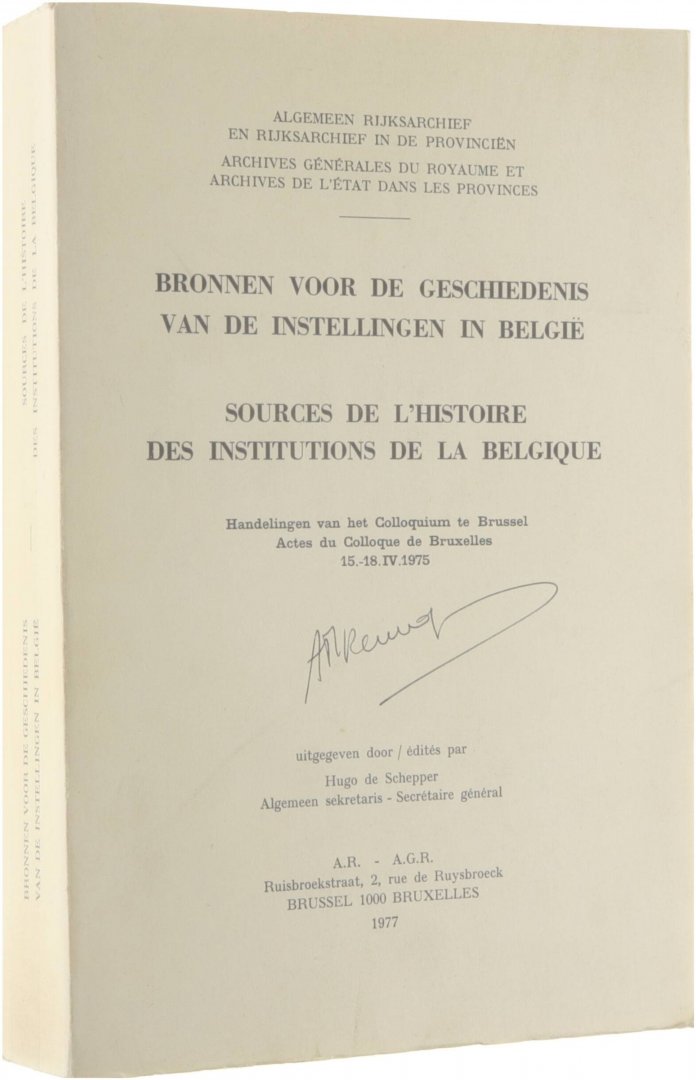 ALGEMEEN RIJKSARCHIEF
EN RIJKSARCHIEF IN DE PROVINCIËN
ARCHIVES GÉNÉRALES DU ROYAUME ET
ARCHIVES DE L'ÉTAT DANS LES PROVINCES
BRONNEN VOOR DE GESCHIEDENIS
VAN DE INSTELLINGEN IN BELGIË
SOURCES DE L'HISTOIRE
DES INSTITUTIONS DE LA BELGIQUE
Handelingen van het Colloquium te Brussel
Actes du Colloque de Bruxelles
15.-18.IV.1975
uitgegeven door / édités par
Hugo de Schepper
Algemeen sekretaris - Secrétaire général
A.R. - A.G.R.
Ruisbroekstraat, 2, rue de Ruysbroeck
BRUSSEL 1000 BRUXELLES
1977
BRONNEN VOOR DE GESCHIEDENIS
VAN DE INSTELLINGEN IN BELGIË
SOURCES DE L'HISTOIRE
DES INSTITUTIONS DE LA BELGIQUE